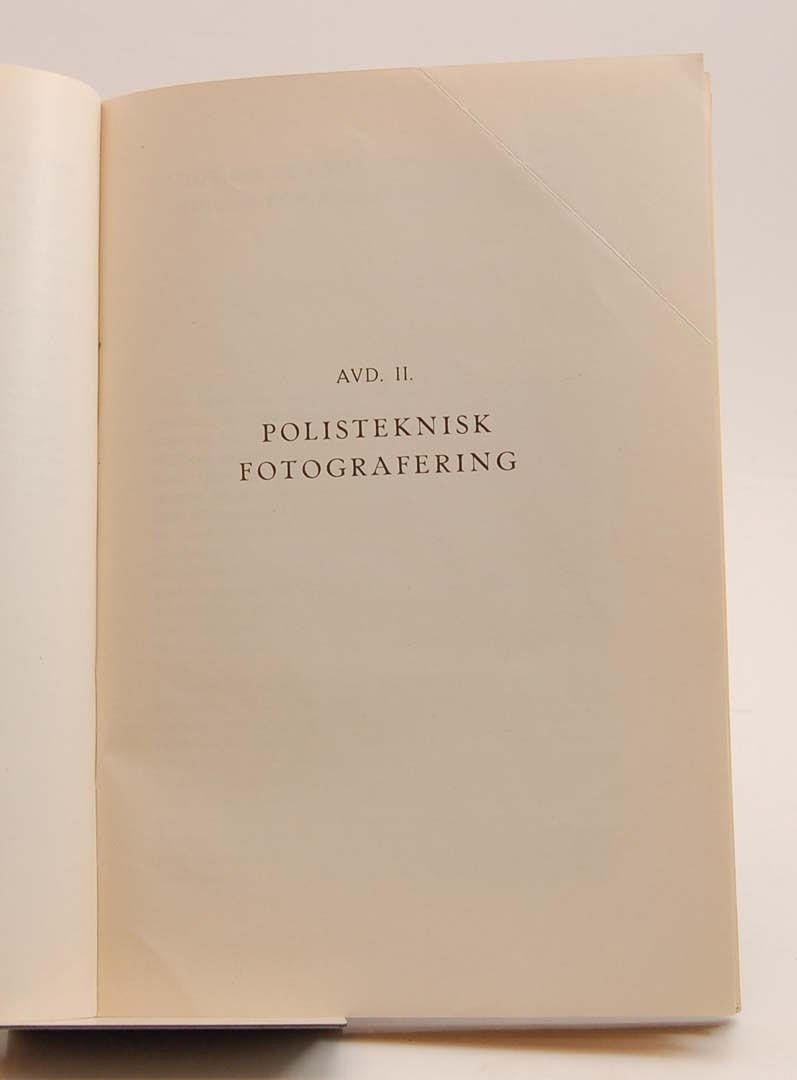 AVD. II.
POLISTEKNISK
FOTOGRAFERING